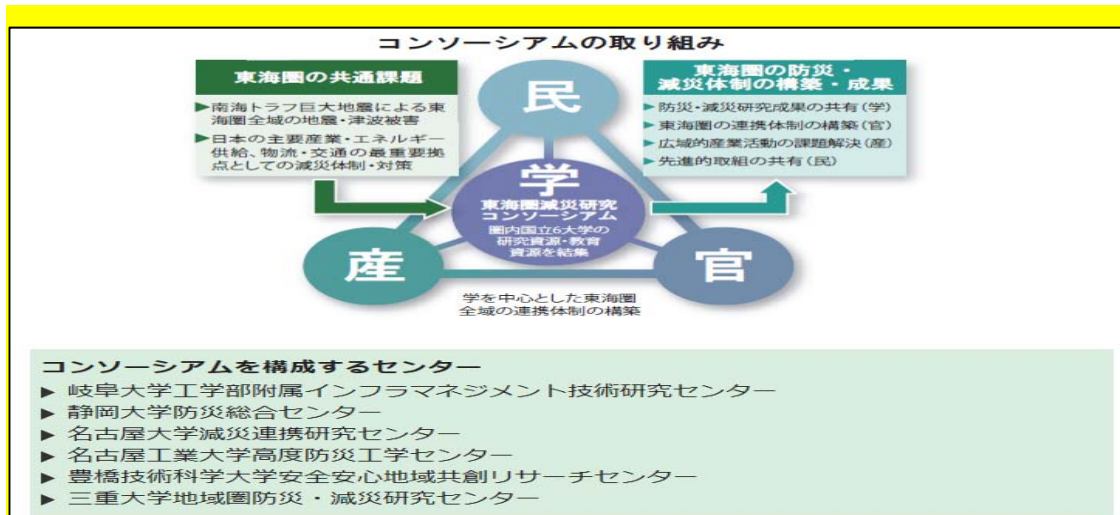 コンソーシアムの取り組み
東海圏の共通課題
▶南海トラフ巨大地震による東
海圏全域の地震・津波被害
▶日本の主要産業・エネルギー
供給、物流・交通の最重要拠
点としての減災体制・対策
民
東海圏の防災・
減災体制の構築・成果
▶防災・減災研究成果の共有(学)
▶東海圏の連携体制の構築(官)
▶広域的産業活動の課題解決(産)
▶先進的取組の共有(民)
学
東海圏減災研究
コンソーシアム
圏内国立6大学の
研究資源・教育
資源を結集
産
官
学を中心とした東海圏
全域の連携体制の構築
コンソーシアムを構成するセンター
▶ 岐阜大学工学部附属インフラマネジメント技術研究センター
▶ 静岡大学防災総合センター
▶ 名古屋大学減災連携研究センター
▶ 名古屋工業大学高度防災工学センター
▶ 豊橋技術科学大学安全安心地域共創リサーチセンター
▶ 三重大学地域圏防災・減災研究センター